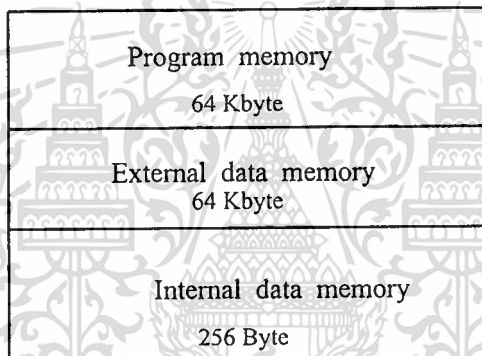 Program memory
64 Kbyte
External data memory
64 Kbyte
Internal data memory
256 Byte